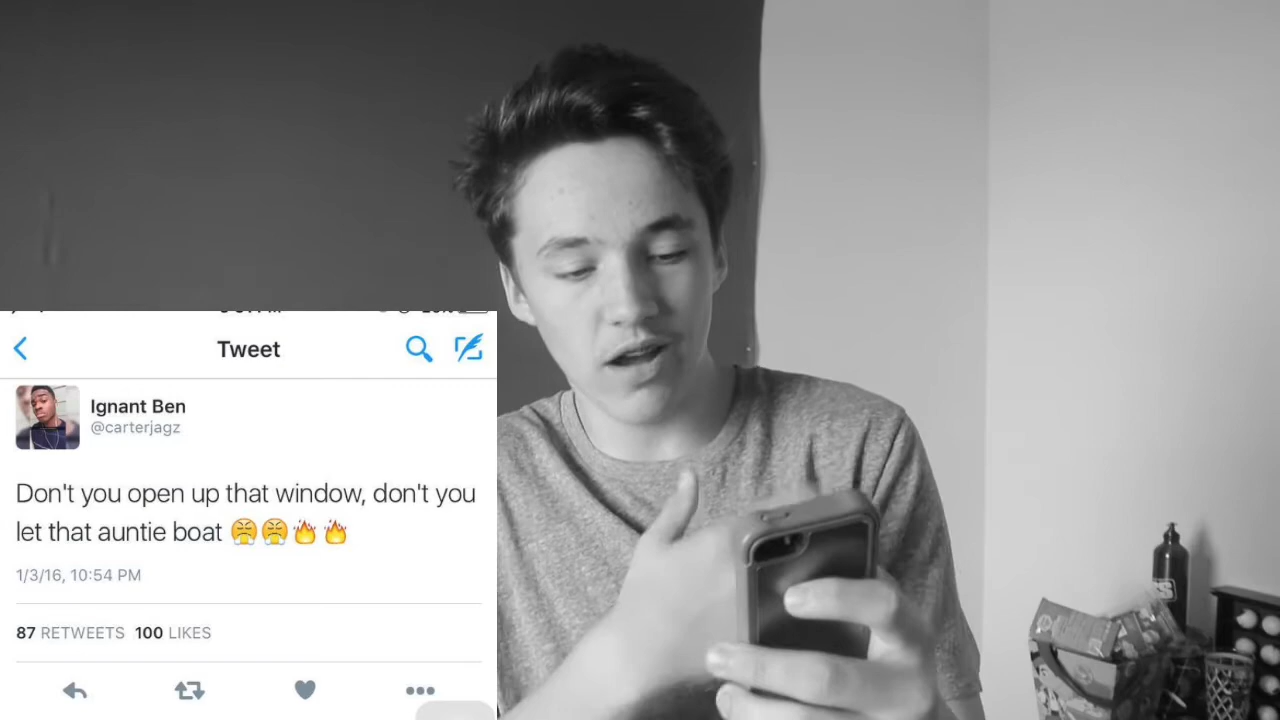 Tweet
Ignant Ben
@carterjagz
Don't you open up that window, don't you
let that auntie boat 😤😤🔥🔥
1/3/16, 10:54 PM
87 RETWEETS 100 LIKES